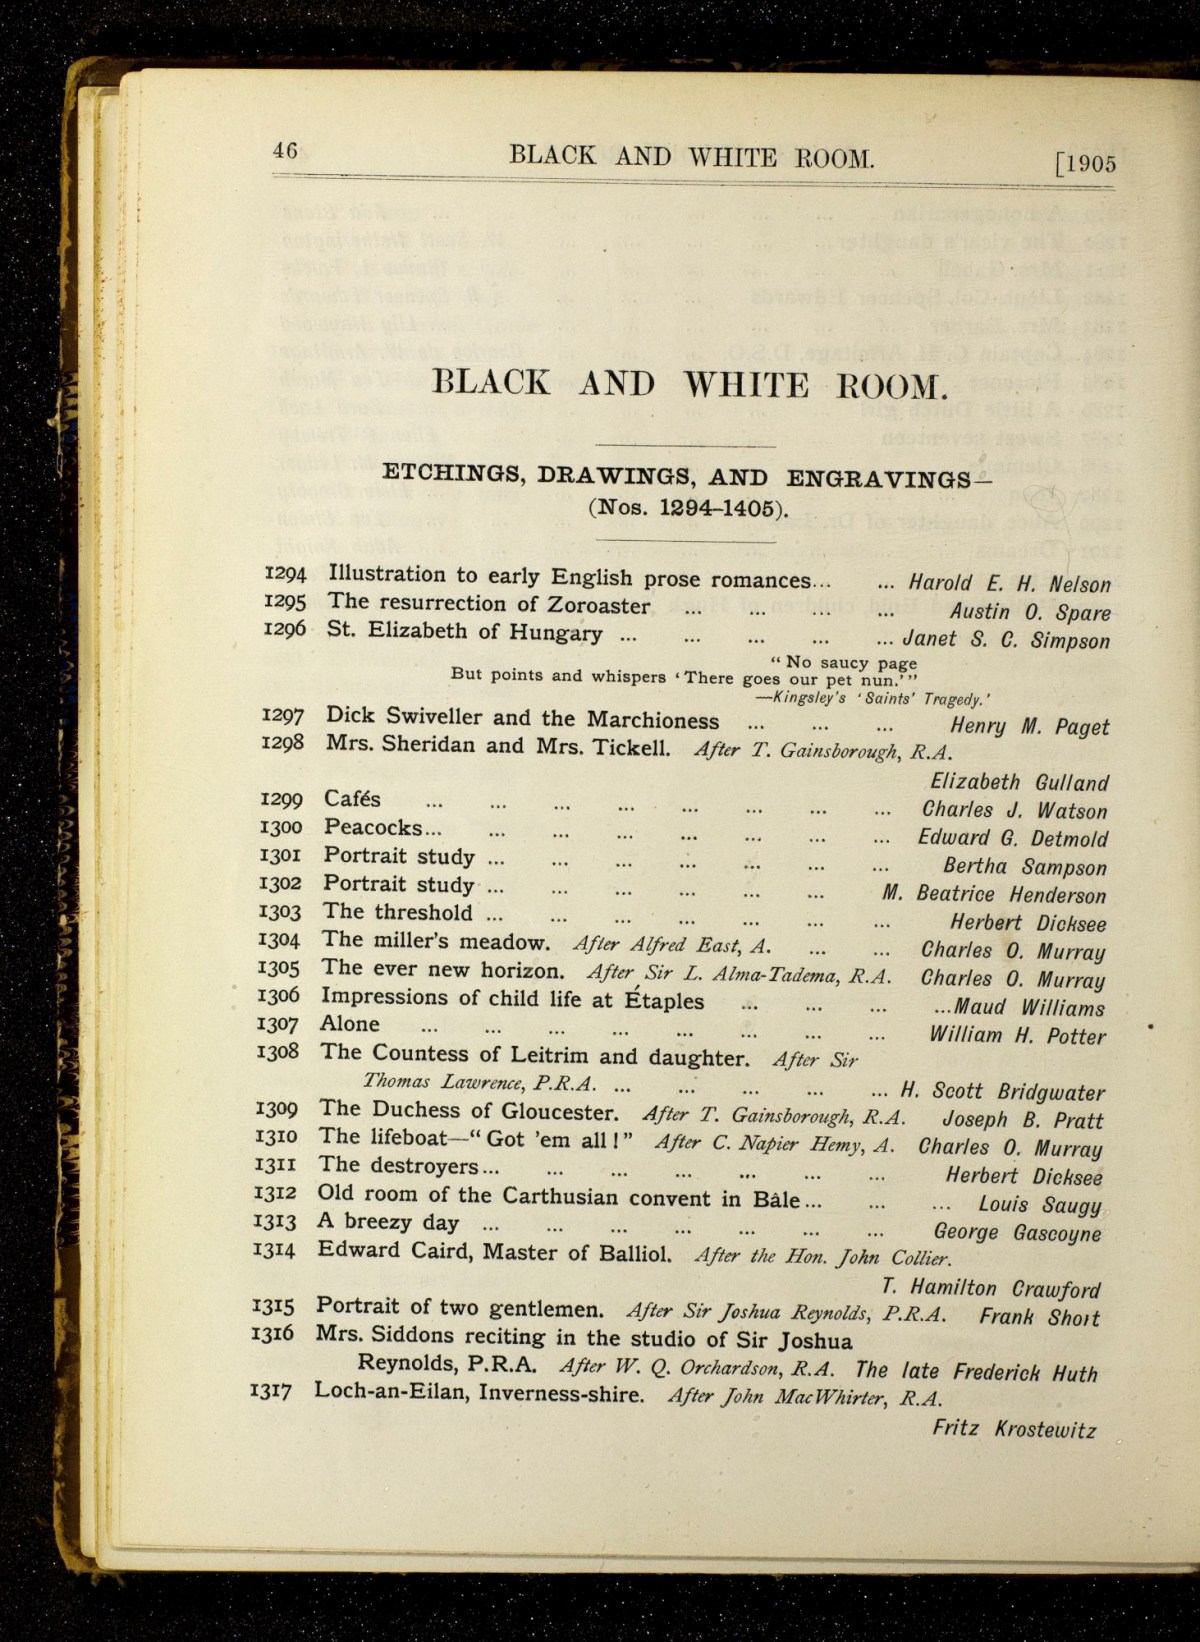 46 BLACK AND WHITE ROOM. [1905
BLACK AND WHITE ROOM.
ETCHINGS, DRAWINGS, AND ENGRAVINGS—
(Nos. 1294–1405).
1294 Illustration to early English prose romances... ... Harold E. H. Nelson
1295 The resurrection of Zoroaster ... ... ... ... Austin O. Spare
1296 St. Elizabeth of Hungary ... ... ... ... ... Janet S. C. Simpson
“ No saucy page
But points and whispers ‘ There goes our pet nun.’ ”
—Kingsley’s ‘ Saints’ Tragedy.’
1297 Dick Swiveller and the Marchioness ... ... ... Henry M. Paget
1298 Mrs. Sheridan and Mrs. Tickell. After T. Gainsborough, R.A.
Elizabeth Gulland
1299 Cafés ... ... ... ... ... ... ... ... Charles J. Watson
1300 Peacocks... ... ... ... ... ... ... ... Edward G. Detmold
1301 Portrait study ... ... ... ... ... ... ... Bertha Sampson
1302 Portrait study ... ... ... ... ... ... M. Beatrice Henderson
1303 The threshold ... ... ... ... ... ... ... Herbert Dicksee
1304 The miller’s meadow. After Alfred East, A. ... ... Charles O. Murray
1305 The ever new horizon. After Sir L. Alma-Tadema, R.A. Charles O. Murray
1306 Impressions of child life at Étaples ... ... ... ...Maud Williams
1307 Alone ... ... ... ... ... ... ... ... William H. Potter
1308 The Countess of Leitrim and daughter. After Sir
Thomas Lawrence, P.R.A. ... ... ... ... ... H. Scott Bridgwater
1309 The Duchess of Gloucester. After T. Gainsborough, R.A. Joseph B. Pratt
1310 The lifeboat—“ Got ’em all ! ” After C. Napier Hemy, A. Charles O. Murray
1311 The destroyers... ... ... ... ... ... ... Herbert Dicksee
1312 Old room of the Carthusian convent in Bâle... ... ... Louis Saugy
1313 A breezy day ... ... ... ... ... ... ... George Gascoyne
1314 Edward Caird, Master of Balliol. After the Hon. John Collier.
T. Hamilton Crawford
1315 Portrait of two gentlemen. After Sir Joshua Reynolds, P.R.A. Frank Short
1316 Mrs. Siddons reciting in the studio of Sir Joshua
Reynolds, P.R.A. After W. Q. Orchardson, R.A. The late Frederick Huth
1317 Loch-an-Eilan, Inverness-shire. After John MacWhirter, R.A.
Fritz Krostewitz